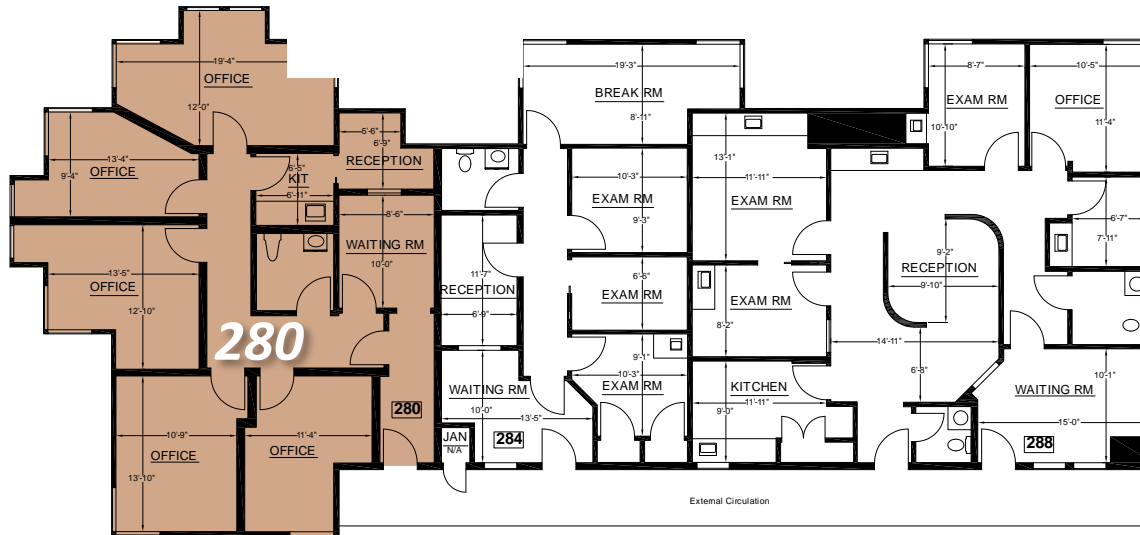 19'-4"
OFFICE
12'-0"
13'-4"
OFFICE
9'-4"
6'-5"
KIT
6'-11"
5'-6"
6'-9"
RECEPTION
8'-6"
WAITING RM
10'-0"
13'-5"
OFFICE
12'-10"
280
10'-9"
OFFICE
13'-10"
11'-4"
OFFICE
280
JAN
N/A
19'-3"
BREAK RM
8'-11"
10'-3"
EXAM RM
9'-3"
11'-7"
RECEPTION
6'-9"
6'-6"
EXAM RM
9'-1"
10'-3"
EXAM RM
WAITING RM
10'-0"
13'-5"
284
13'-1"
11'-11"
EXAM RM
EXAM RM
8'-2"
KITCHEN
11'-11"
9'-0"
8'-7"
EXAM RM
10'-10"
10'-5"
OFFICE
11'-4"
6'-7"
7'-11"
9'-2"
RECEPTION
9'-10"
14'-11"
6'-8"
10'-1"
WAITING RM
15'-0"
288
External Circulation